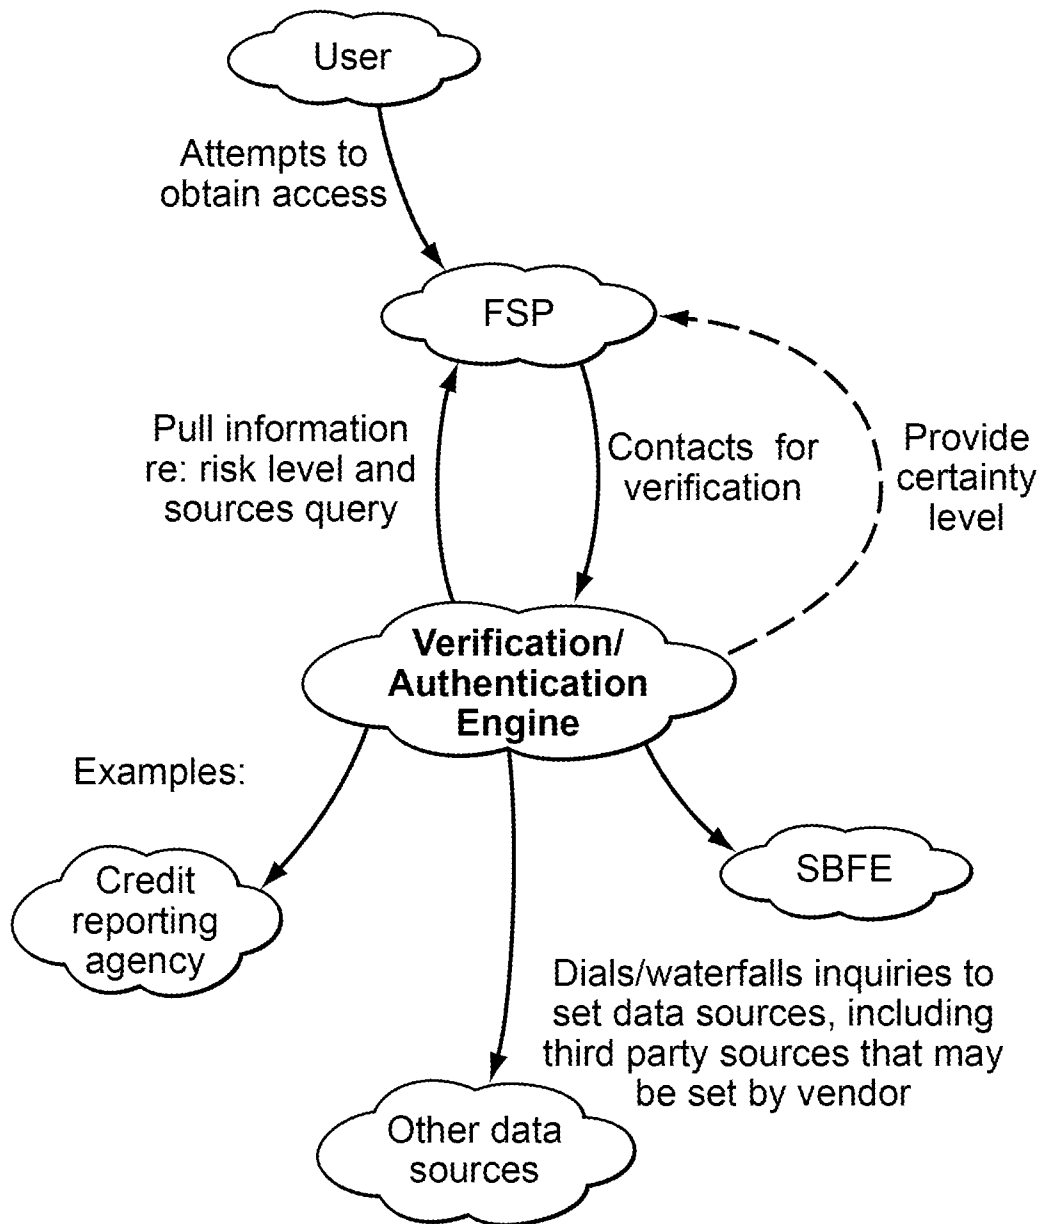 User
Attempts to
obtain access
FSP
Pull information
re: risk level and
sources query
Contacts for
verification
Provide
certainty
level
Verification/
Authentication
Engine
Examples:
Credit
reporting
agency
SBFE
Dials/waterfalls inquiries to
set data sources, including
third party sources that may
be set by vendor
Other data
sources